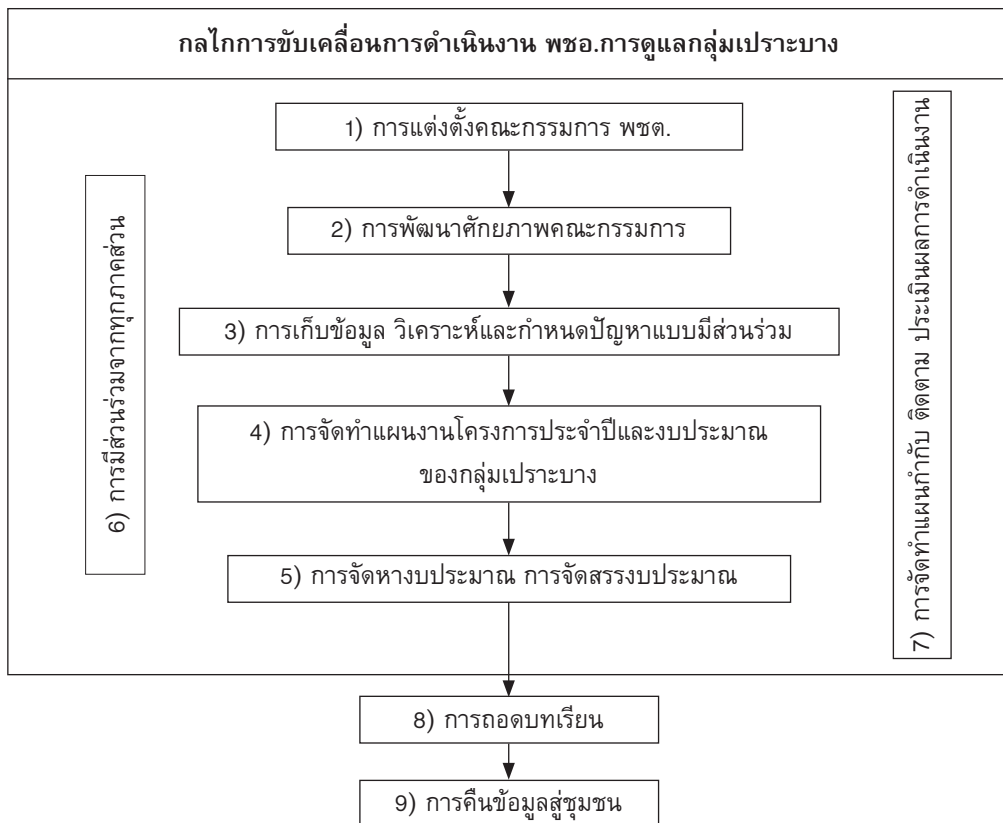 กลไกการขับเคลื่อนการดำเนินงาน พชอ.การดูแลกลุ่มเปราะบาง
1) การแต่งตั้งคณะกรรมการ พชต.
2) การพัฒนาศักยภาพคณะกรรมการ
3) การเก็บข้อมูล วิเคราะห์และกำหนดปัญหาแบบมีส่วนร่วม
4) การจัดทำแผนงานโครงการประจำปีและงบประมาณ
ของกลุ่มเปราะบาง
5) การจัดหางบประมาณ การจัดสรรงบประมาณ
6) การมีส่วนร่วมจากทุกภาคส่วน
7) การจัดทำแผนกำกับ ติดตาม ประเมินผลการดำเนินงาน
8) การถอดบทเรียน
9) การคืนข้อมูลสู่ชุมชน